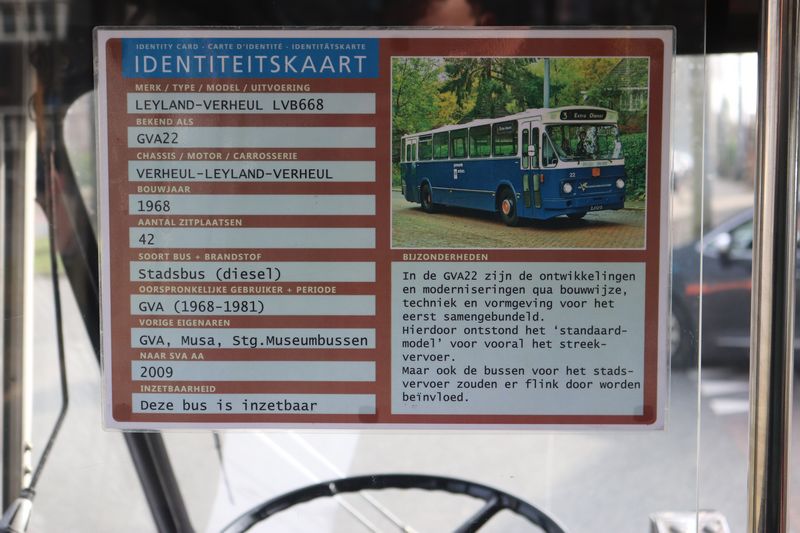 IDENTITY CARD - CARTE D'IDENTITÉ - IDENTITÄTSKARTE
IDENTITEITSKAART
MERK / TYPE / MODEL / UITVOERING
LEYLAND-VERHEUL LVB668
BEKEND ALS
GVA22
CHASSIS / MOTOR / CARROSSERIE
VERHEUL-LEYLAND-VERHEUL
BOUWJAAR
1968
AANTAL ZITPLAATSEN
42
SOORT BUS + BRANDSTOF
Stadsbus (diesel)
OORSPRONKELIJKE GEBRUIKER + PERIODE
GVA (1968-1981)
VORIGE EIGENAREN
GVA, Musa, Stg.Museumbussen
NAAR SVA AA
2009
INZETBAARHEID
Deze bus is inzetbaar
3 Extra Dienst
22
BIJZONDERHEDEN
In de GVA22 zijn de ontwikkelingen
en moderniseringen qua bouwwijze,
techniek en vormgeving voor het
eerst samengebundeld.
Hierdoor ontstond het ‘standaard-
model’ voor vooral het streek-
vervoer.
Maar ook de bussen voor het stads-
vervoer zouden er flink door worden
beïnvloed.